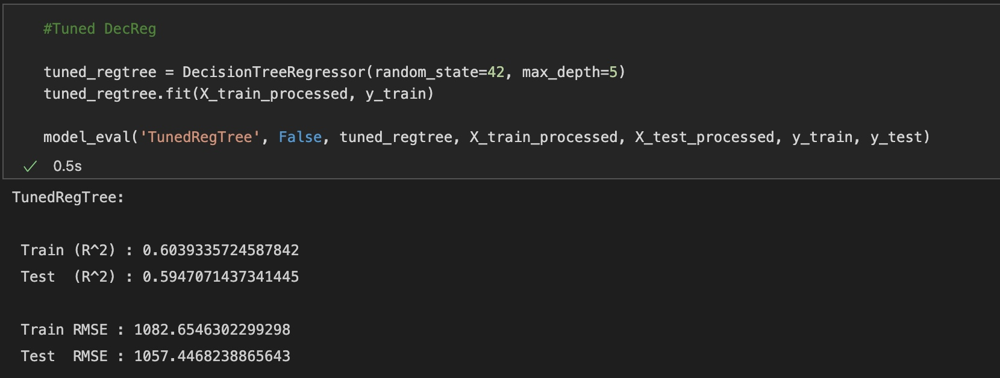 #Tuned DecReg
tuned_regtree = DecisionTreeRegressor(random_state=42, max_depth=5)
tuned_regtree.fit(X_train_processed, y_train)
model_eval('TunedRegTree', False, tuned_regtree, X_train_processed, X_test_processed, y_train, y_test)
✓ 0.5s
TunedRegTree:
Train (R^2) : 0.6039335724587842
Test  (R^2) : 0.5947071437341445
Train RMSE : 1082.6546302299298
Test  RMSE : 1057.4468238865643